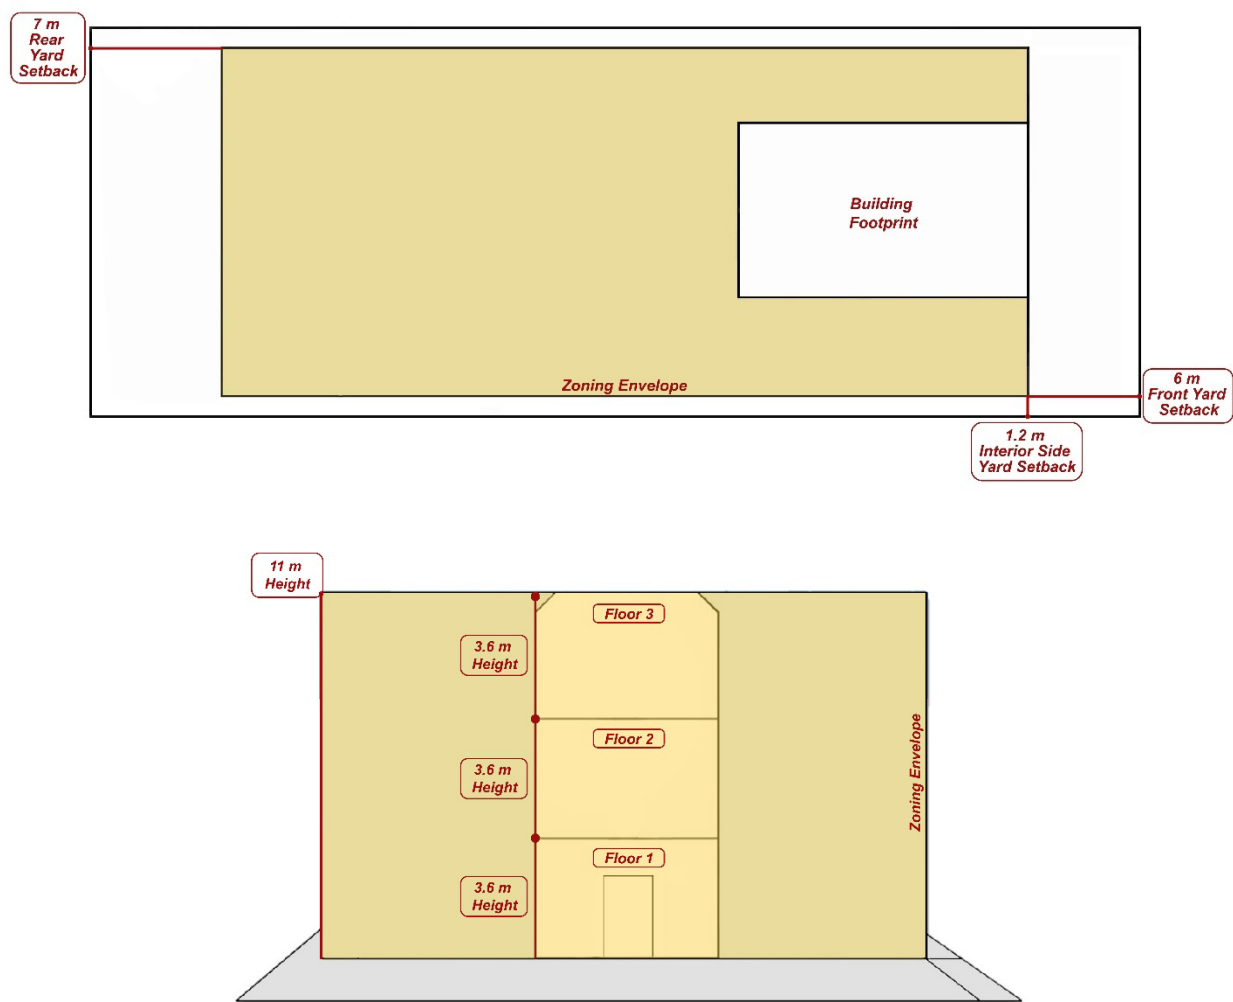 7 m
Rear
Yard
Setback
Building
Footprint
Zoning Envelope
6 m
Front Yard
Setback
1.2 m
Interior Side
Yard Setback
11 m
Height
Floor 3
3.6 m
Height
Floor 2
3.6 m
Height
Zoning Envelope
Floor 1
3.6 m
Height